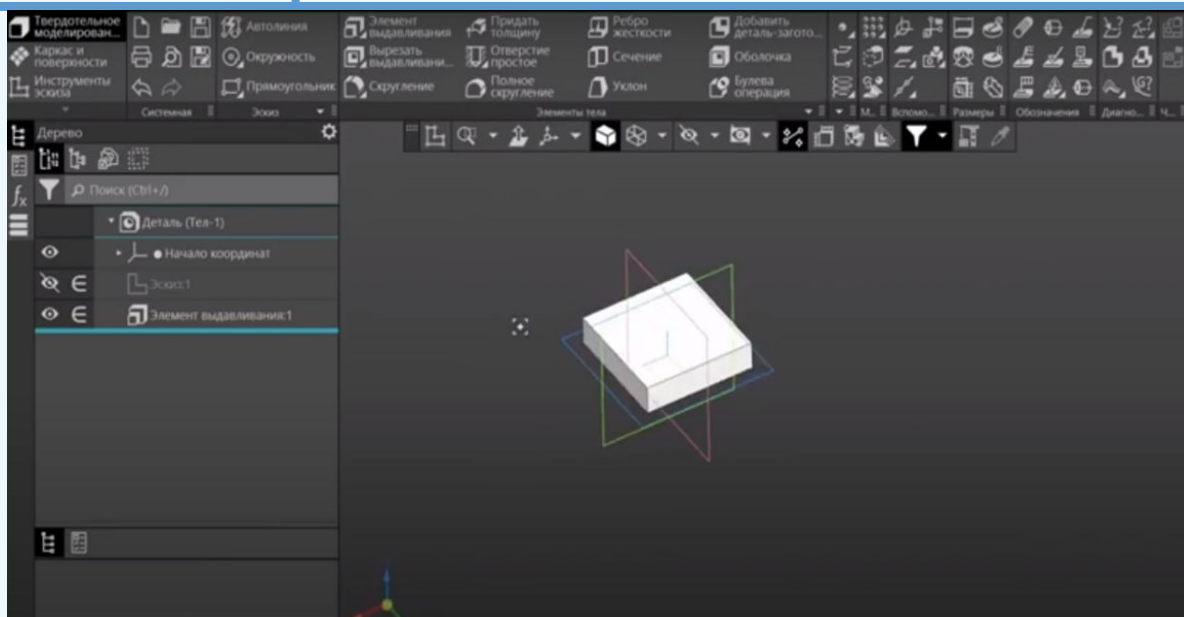 Твердотельное
моделирован...
Каркас и
поверхности
Инструменты
эскиза
Системная
Автолиния
Окружность
Прямоугольник
Эскиз
Элемент
выдавливания
Вырезать
выдавливани...
Скругление
Придать
толщину
Отверстие
простое
Полное
скругление
Ребро
жесткости
Сечение
Уклон
Добавить
деталь-загото...
Оболочка
Булева
операция
Элементы тела
М...
Вспомо...
Размеры
Обозначения
Диагно...
Ч...
Дерево
Поиск (Ctrl+/)
Деталь (Тел-1)
Начало координат
Эскиз:1
Элемент выдавливания:1